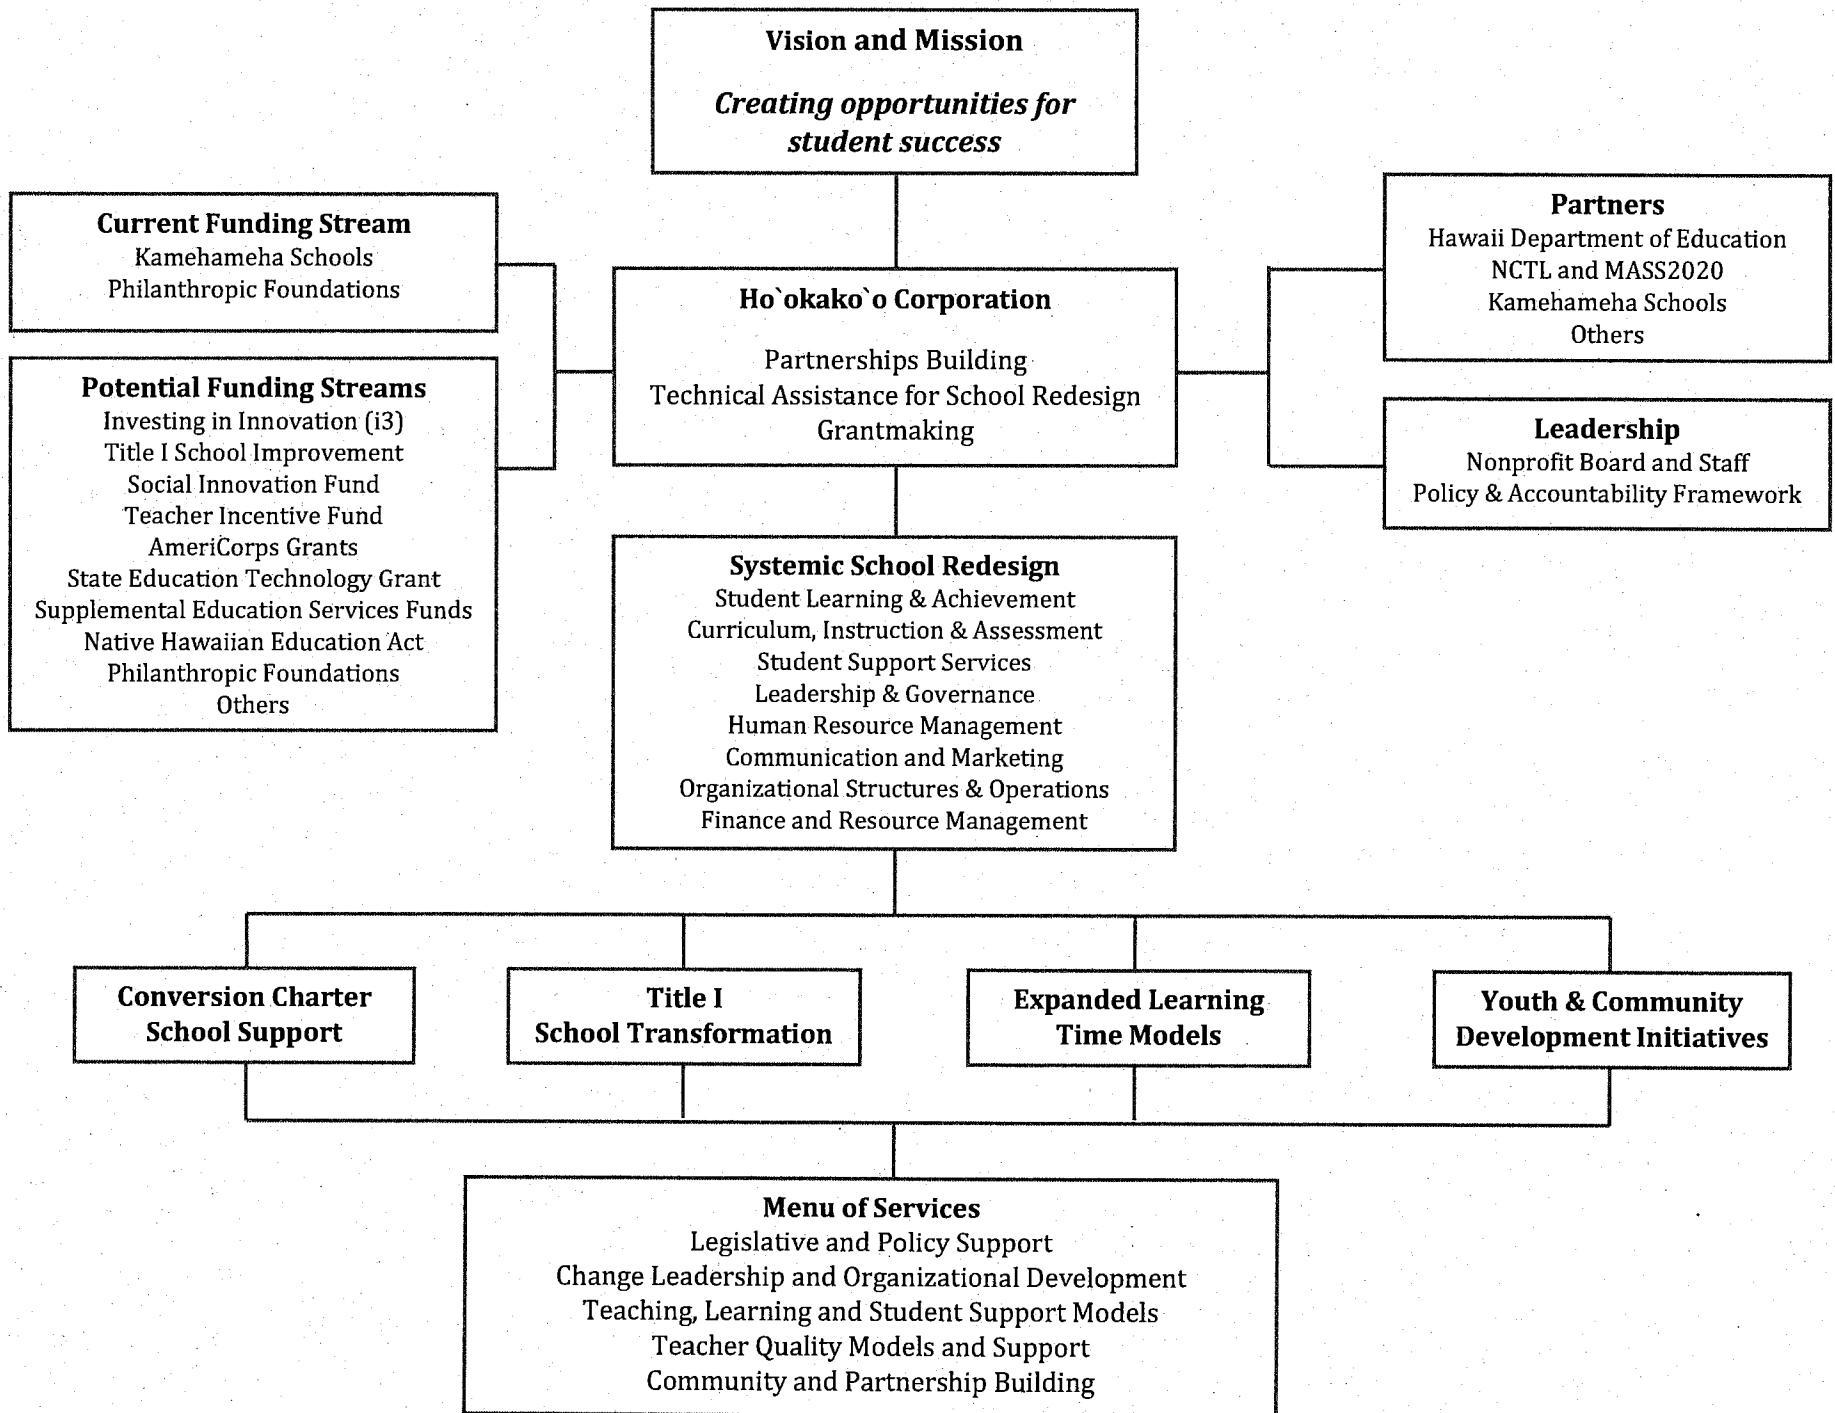 Vision and Mission
Creating opportunities for
student success
Current Funding Stream
Kamehameha Schools
Philanthropic Foundations
Potential Funding Streams
Investing in Innovation (i3)
Title I School Improvement
Social Innovation Fund
Teacher Incentive Fund
AmeriCorps Grants
State Education Technology Grant
Supplemental Education Services Funds
Native Hawaiian Education Act
Philanthropic Foundations
Others
Ho`okako`o Corporation
Partnerships Building
Technical Assistance for School Redesign
Grantmaking
Partners
Hawaii Department of Education
NCTL and MASS2020
Kamehameha Schools
Others
Leadership
Nonprofit Board and Staff
Policy & Accountability Framework
Systemic School Redesign
Student Learning & Achievement
Curriculum, Instruction & Assessment
Student Support Services
Leadership & Governance
Human Resource Management
Communication and Marketing
Organizational Structures & Operations
Finance and Resource Management
Conversion Charter
School Support
Title I
School Transformation
Expanded Learning
Time Models
Youth & Community
Development Initiatives
Menu of Services
Legislative and Policy Support
Change Leadership and Organizational Development
Teaching, Learning and Student Support Models
Teacher Quality Models and Support
Community and Partnership Building